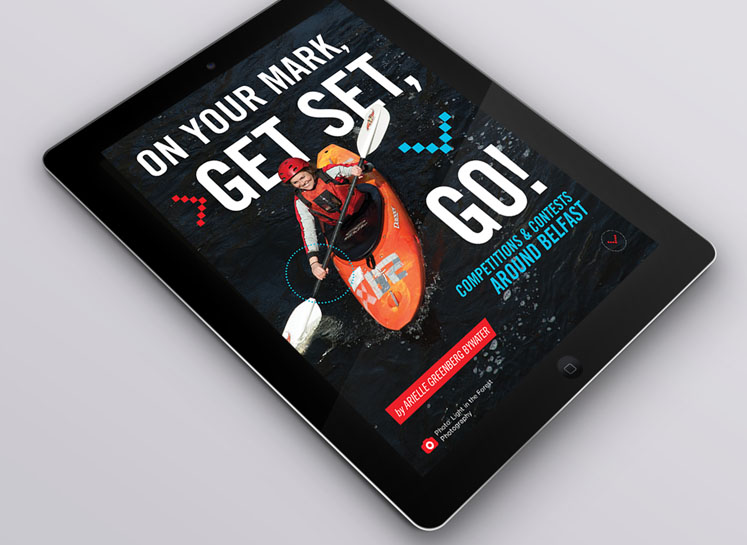 ON YOUR MARK,
GET SET,
GO!
COMPETITIONS & CONTESTS
AROUND BELFAST
by ARIELLE GREENBERG BYWATER
Photo: Light in the Forest
Photography